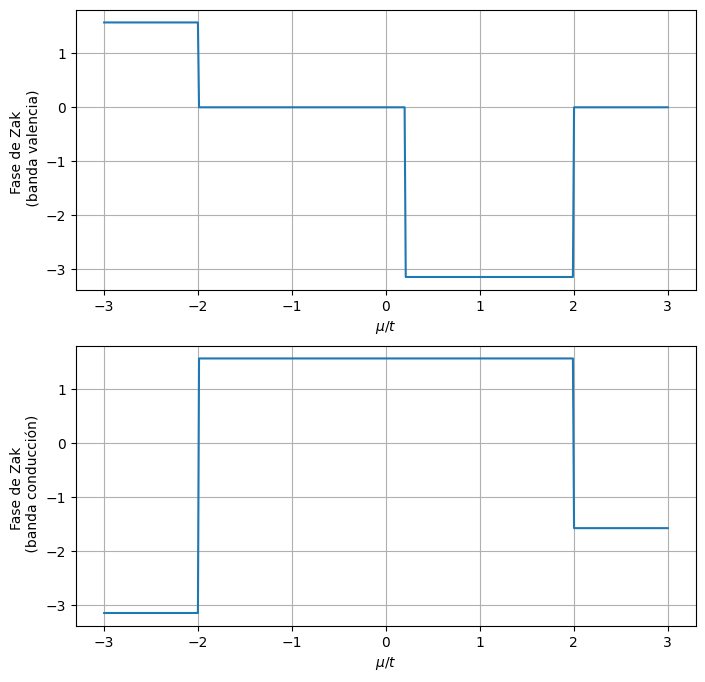 Fase de Zak
(banda valencia)
1
0
−1
−2
−3
−3 −2 −1 0 1 2 3
μ/t
Fase de Zak
(banda conducción)
1
0
−1
−2
−3
−3 −2 −1 0 1 2 3
μ/t